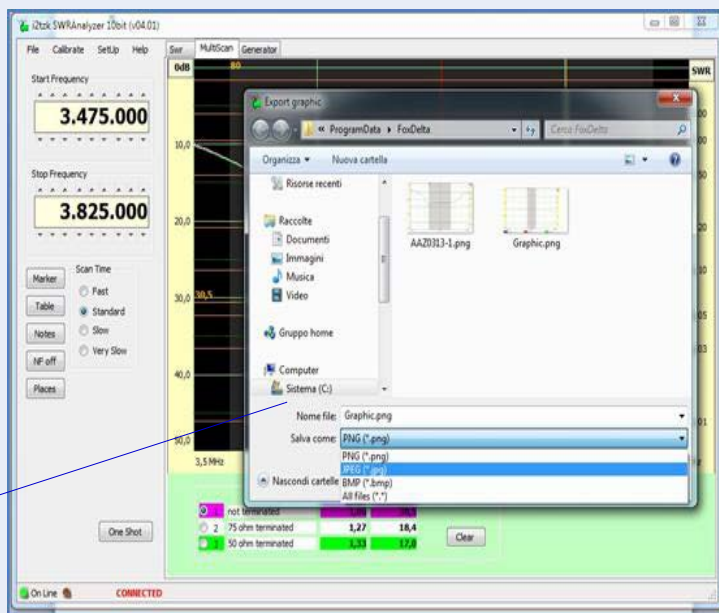 i2tzk SWRAnalyzer 10bit (v04.01)
File Calibrate SetUp Help
Swr MultiScan Generator
Start Frequency
3.475.000
Stop Frequency
3.825.000
Scan Time
Fast
Standard
Slow
Very Slow
Marker
Table
Notes
NF off
Places
One Shot
On Line
CONNECTED
0dB
80
SWR
10,0
20,0
30,0
30,5
40,0
50,0
3,5 MHz
Export graphic
« ProgramData FoxDelta
Cerca FoxDelta
Organizza
Nuova cartella
Risorse recenti
Raccolte
Documenti
Immagini
Musica
Video
Gruppo home
Computer
Sistema (C:)
AAZ0313-1.png
Graphic.png
Nome file: Graphic.png
Salva come: PNG (*.png)
PNG (*.png)
JPEG (*.jpg)
BMP (*.bmp)
All files (*.*)
Nascondi cartelle
not terminated
2 75 ohm terminated 1,27 18,4
3 50 ohm terminated 1,33 17,0
Clear